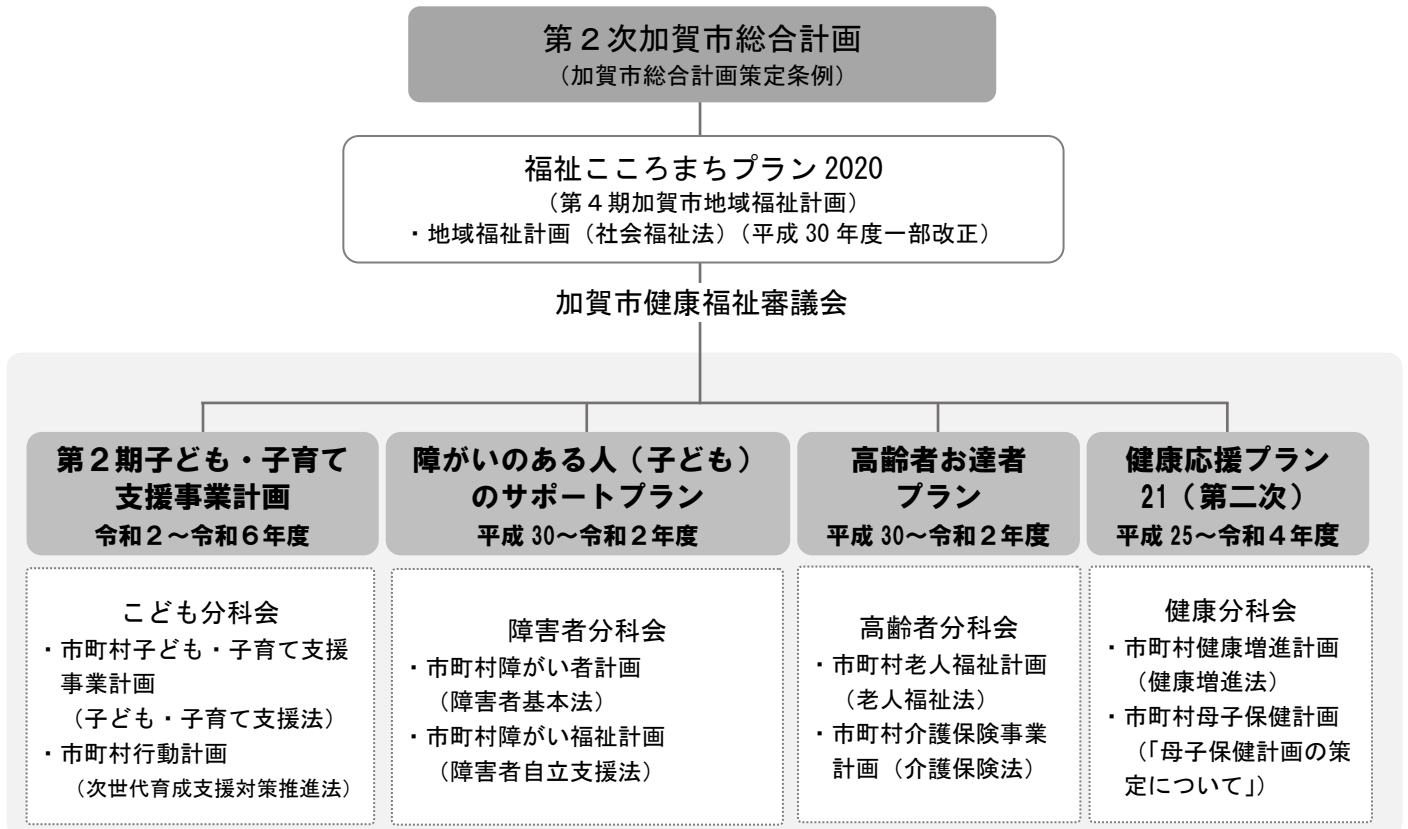 第２次加賀市総合計画
（加賀市総合計画策定条例）
福祉こころまちプラン 2020
（第４期加賀市地域福祉計画）
・地域福祉計画（社会福祉法）（平成 30 年度一部改正）
加賀市健康福祉審議会
第２期子ども・子育て
支援事業計画
令和２～令和６年度
障がいのある人（子ども）
のサポートプラン
平成 30～令和２年度
高齢者お達者
プラン
平成 30～令和２年度
健康応援プラン
21（第二次）
平成 25～令和４年度
こども分科会
・市町村子ども・子育て支援
事業計画
（子ども・子育て支援法）
・市町村行動計画
（次世代育成支援対策推進法）
障害者分科会
・市町村障がい者計画
（障害者基本法）
・市町村障がい福祉計画
（障害者自立支援法）
高齢者分科会
・市町村老人福祉計画
（老人福祉法）
・市町村介護保険事業
計画（介護保険法）
健康分科会
・市町村健康増進計画
（健康増進法）
・市町村母子保健計画
（「母子保健計画の策
定について」）